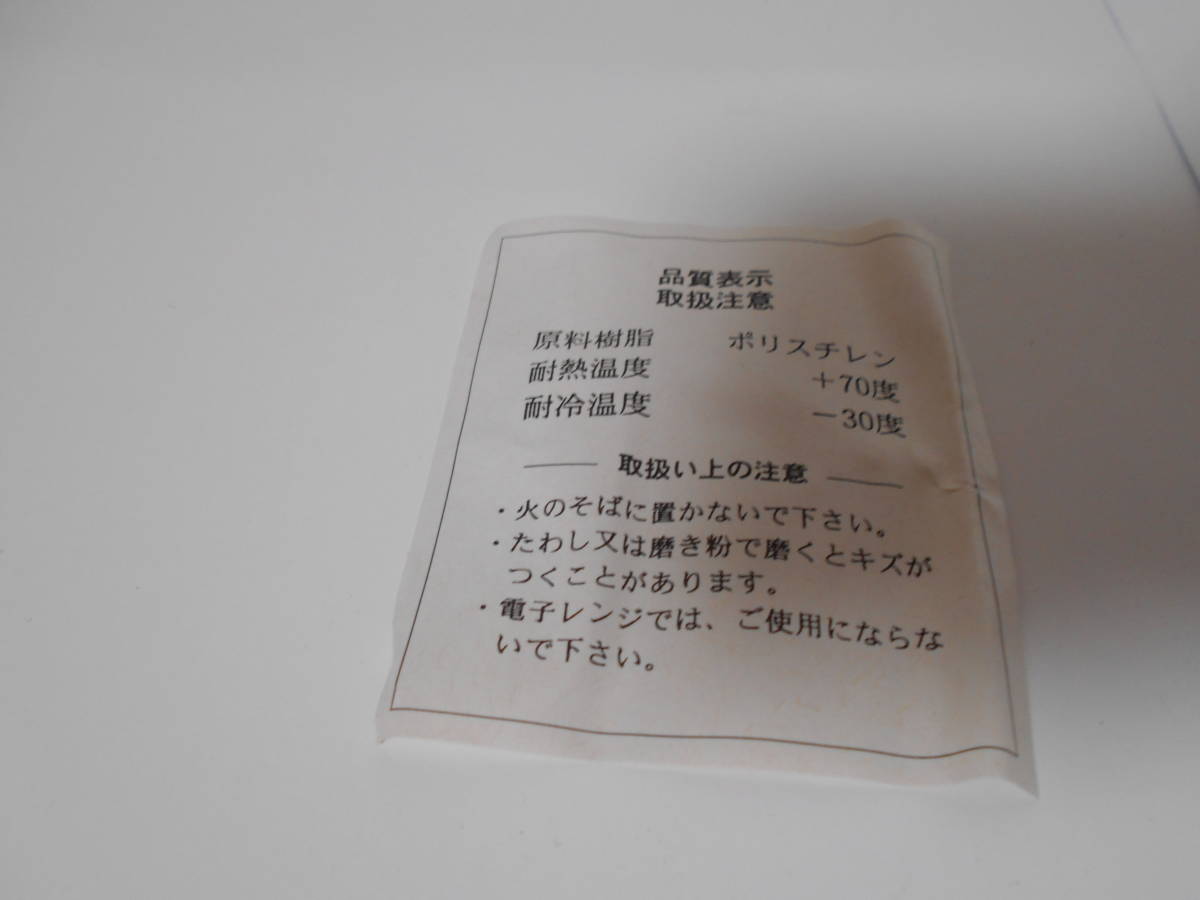 品質表示
取扱注意
原料樹脂 ポリスチレン
耐熱温度 +70度
耐冷温度 -30度
取扱い上の注意
・火のそばに置かないで下さい。
・たわし又は磨き粉で磨くとキズが
つくことがあります。
・電子レンジでは、ご使用にならな
いで下さい。